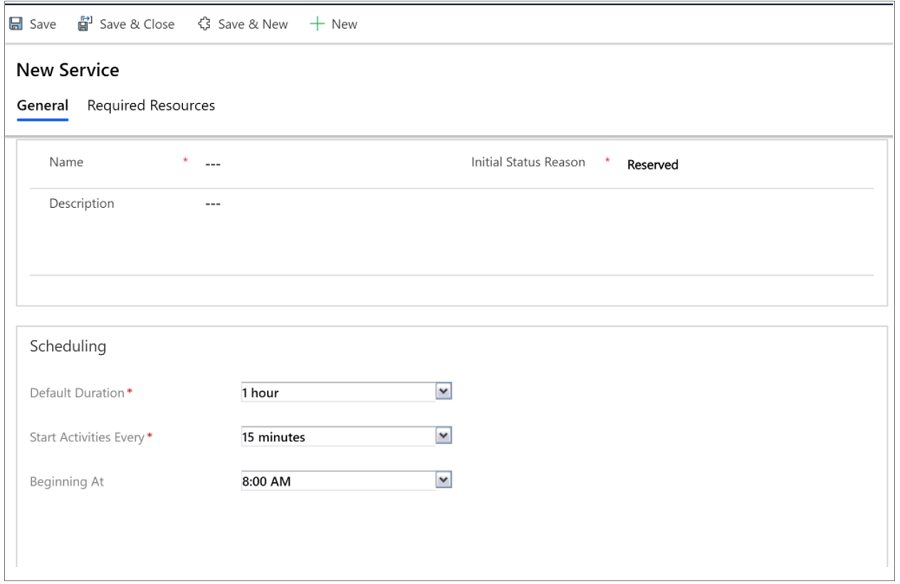 Save Save & Close Save & New New
New Service
General Required Resources
Name * --- Initial Status Reason * Reserved
Description ---
Scheduling
Default Duration* 1 hour
Start Activities Every* 15 minutes
Beginning At 8:00 AM